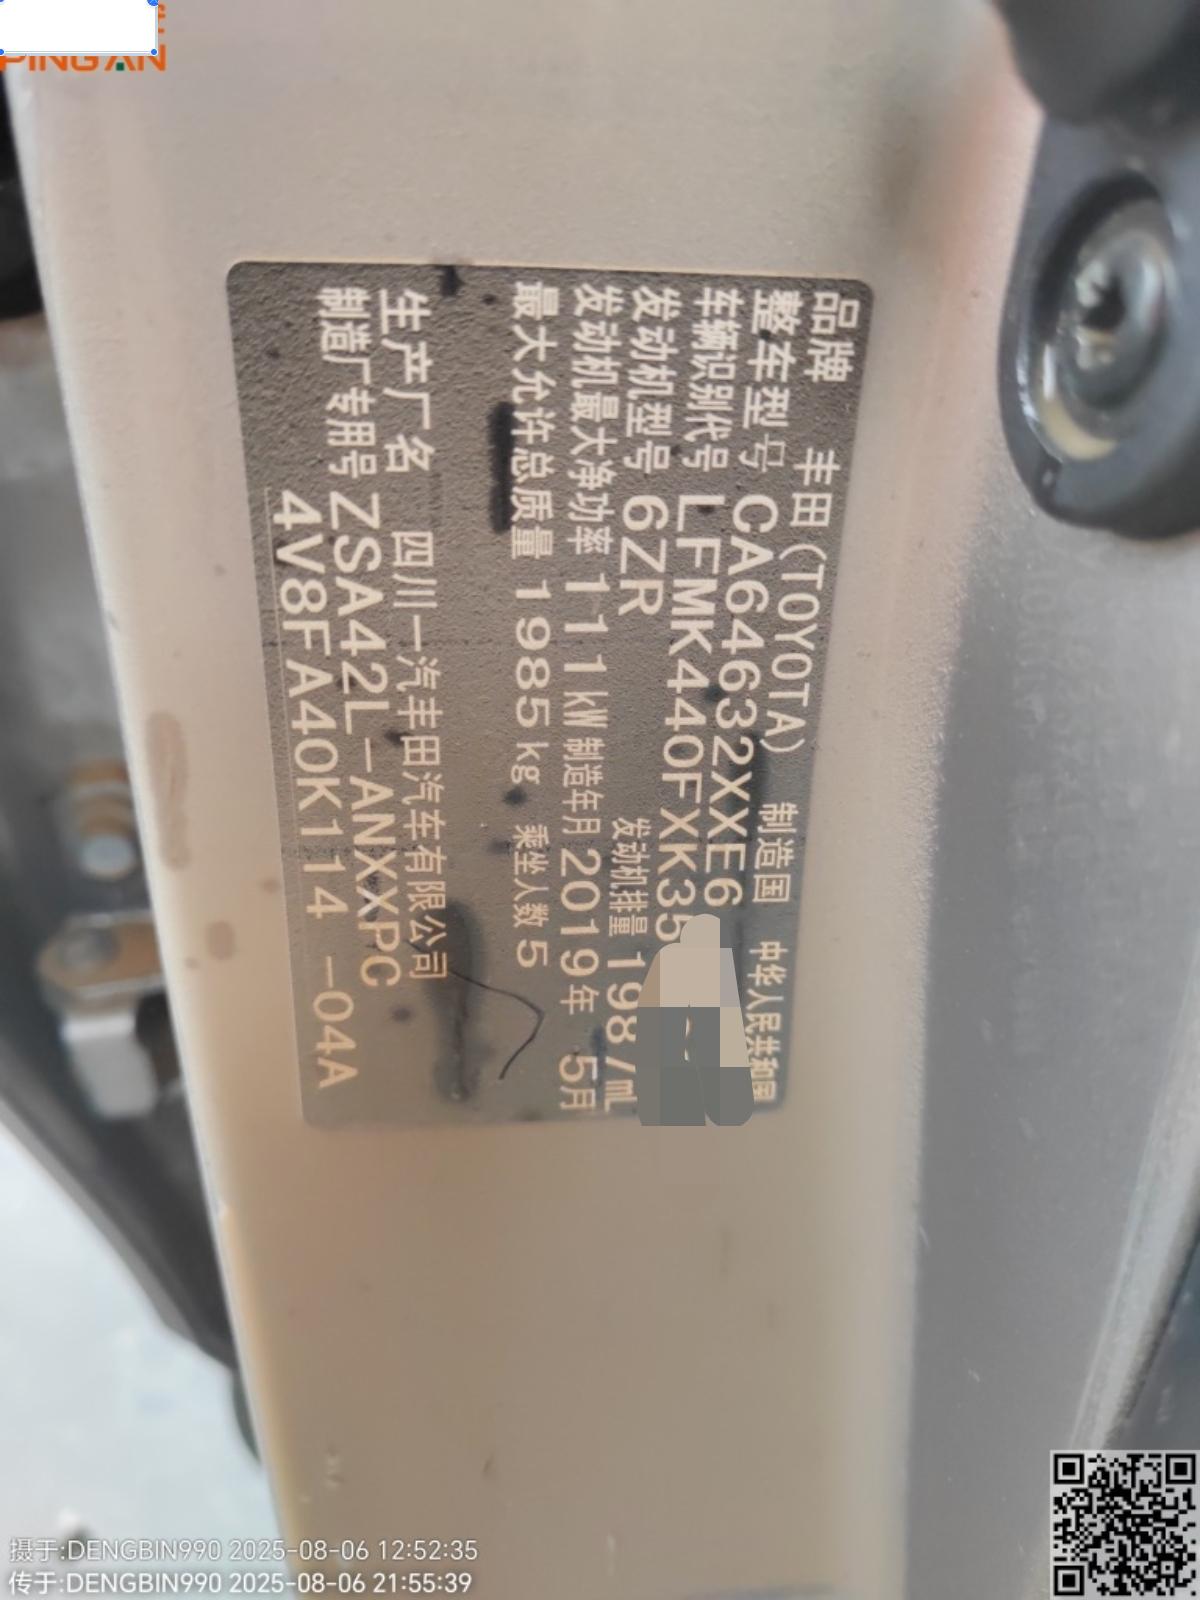 PING AN
品牌 丰田(TOYOTA) 制造国 中华人民共和国
整车型号 CA64632XXE6
车辆识别代号 LFMK440FXK35
发动机型号 6ZR 发动机排量 198 /mL
发动机最大净功率 111kW 制造年月 2019年 5月
最大允许总质量 1985kg 乘坐人数 5
生产厂名 四川一汽丰田汽车有限公司
制造厂专用号 ZSA42L-ANXXPC
4V8FA40K114 -04A
摄于:DENGBIN990 2025-08-06 12:52:35
传于:DENGBIN990 2025-08-06 21:55:39